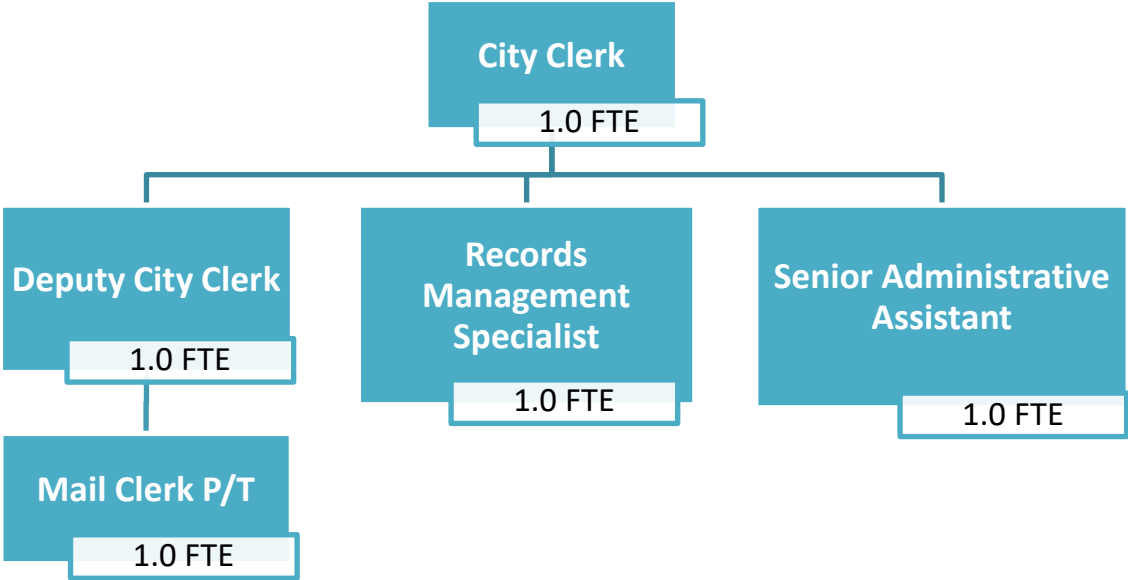 City Clerk
1.0 FTE
Deputy City Clerk
1.0 FTE
Records
Management
Specialist
1.0 FTE
Senior Administrative
Assistant
1.0 FTE
Mail Clerk P/T
1.0 FTE